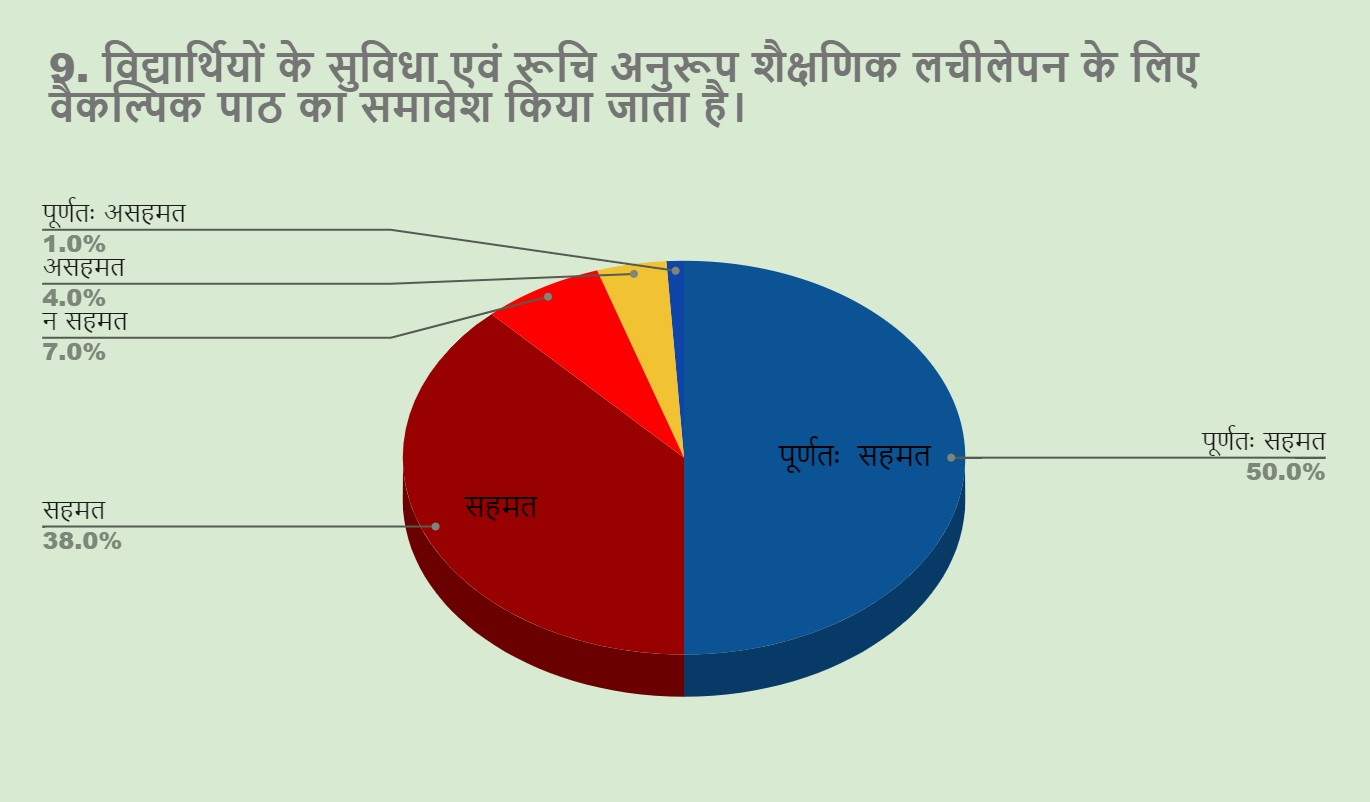 9. विद्यार्थियों के सुविधा एवं रूचि अनुरूप शैक्षणिक लचीलेपन के लिए
वैकल्पिक पाठ का समावेश किया जाता है।
पूर्णतः असहमत
1.0%
असहमत
4.0%
न सहमत
7.0%
पूर्णतः सहमत
50.0%
पूर्णतः सहमत
सहमत
सहमत
38.0%